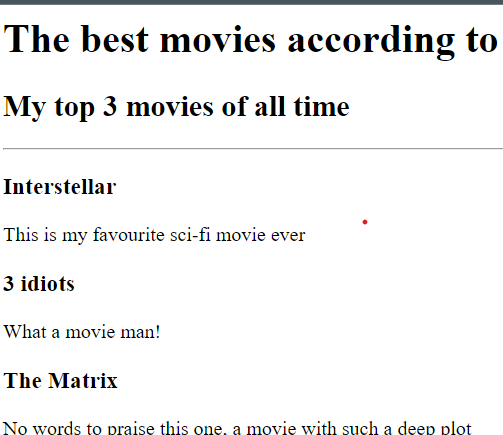 The best movies according to
My top 3 movies of all time
Interstellar
This is my favourite sci-fi movie ever
3 idiots
What a movie man!
The Matrix
No words to praise this one, a movie with such a deep plot